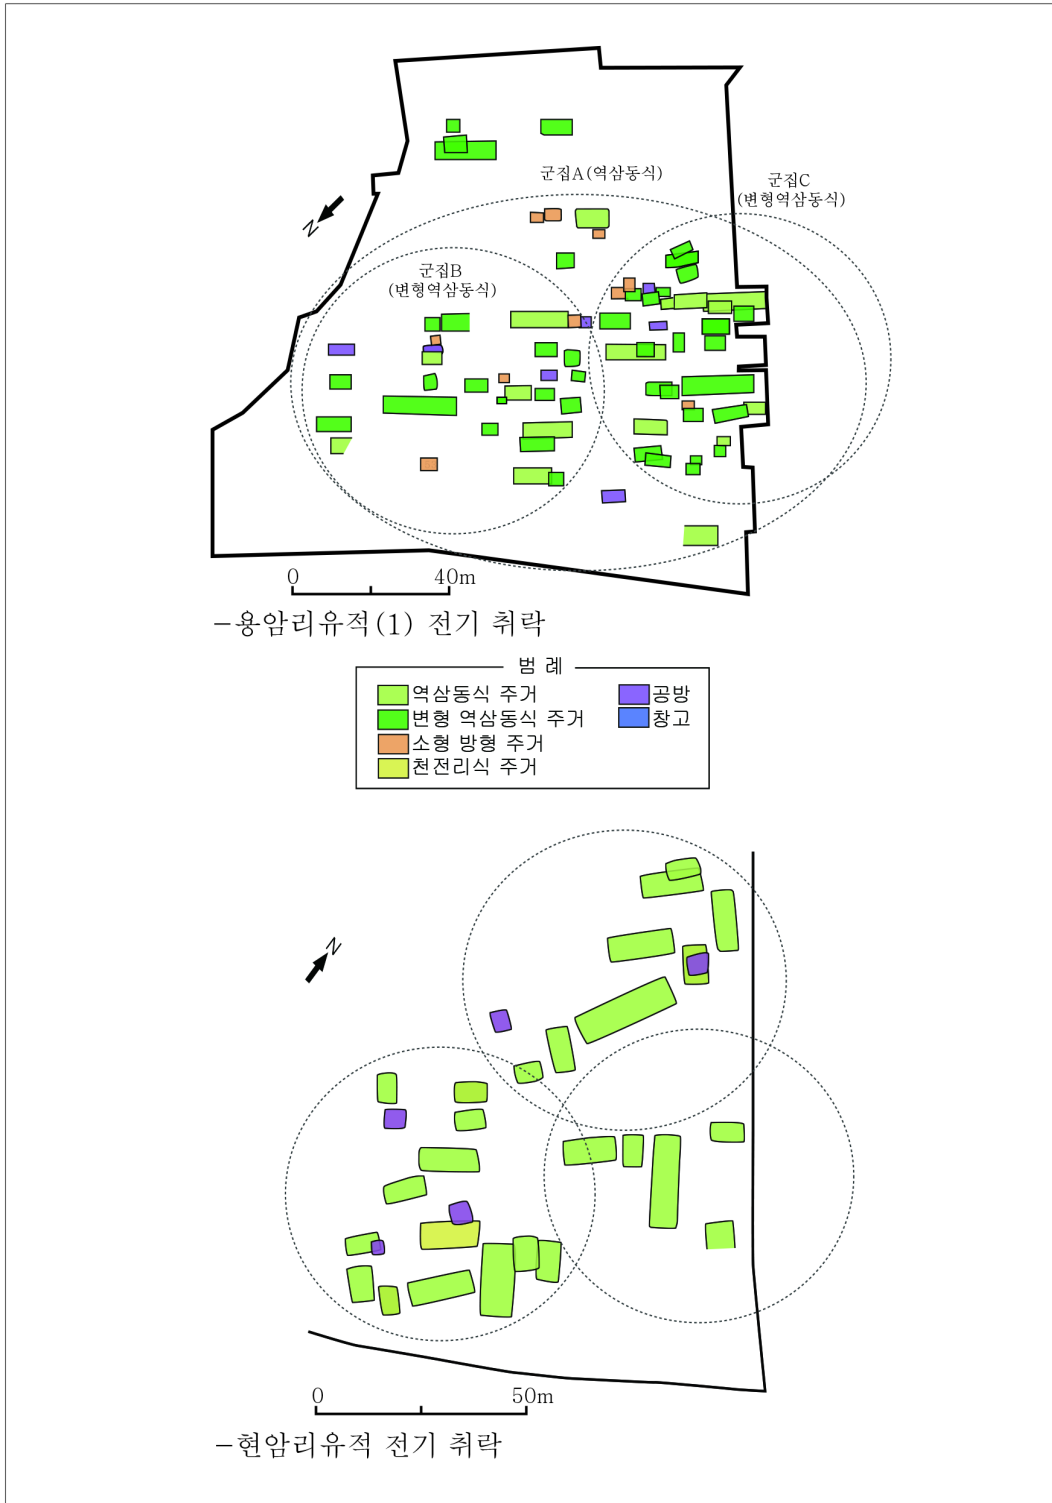 군집A(역삼동식)
군집C
(변형역삼동식)
N
군집B
(변형역삼동식)
0 40m
-용암리유적(1) 전기 취락
범 례
역삼동식 주거
변형 역삼동식 주거
소형 방형 주거
천전리식 주거
공방
창고
N
0 50m
-현암리유적 전기 취락